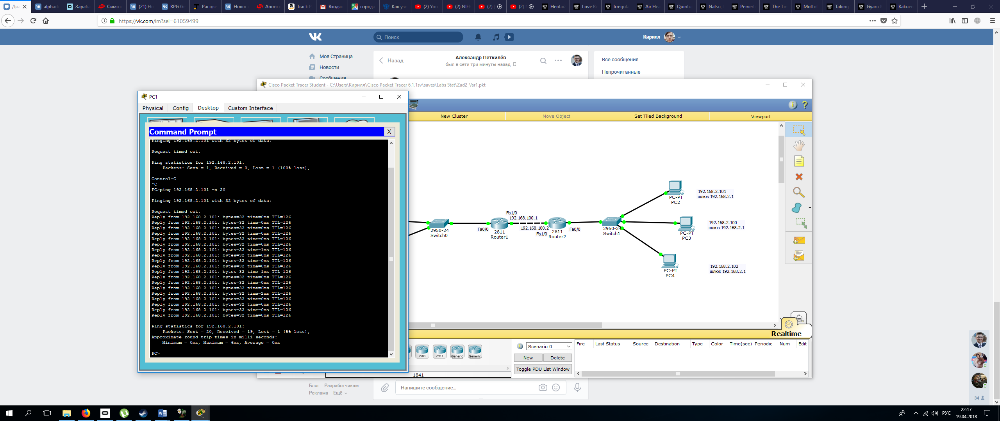 Диа
alphad
Зараба
Симпт
(21) Но
RPG Ge
Расцве
Новос
Анонс
Track P
Входящ
города
Как узн
(2) You
(2) NIE
(2)
(2)
Hentai
Love Re
Irregula
Air Hea
Quintu
Natsu,
Pervert
The Tir
Motto!
Taking
Gyaru
Rakuen
https://vk.com/im?sel=61059499
Поиск
Кирилл
Моя Страница
Новости
Сообщения
Назад
Александр Петкилёв
был в сети три минуты назад
Все сообщения
Непрочитанные
Cisco Packet Tracer Student - C:\Users\Кирилл\Cisco Packet Tracer 6.1.1sv\saves\Labs Stat\Zad2_Var1.pkt
PC1
Physical
Config
Desktop
Custom Interface
New Cluster
Move Object
Set Tiled Background
Viewport
Command Prompt
X
Pinging 192.168.2.101 with 32 bytes of data:
Request timed out.
Ping statistics for 192.168.2.101:
Packets: Sent = 1, Received = 0, Lost = 1 (100% loss),
Control-C
^C
PC>ping 192.168.2.101 -n 20
Pinging 192.168.2.101 with 32 bytes of data:
Request timed out.
Reply from 192.168.2.101: bytes=32 time=0ms TTL=126
Reply from 192.168.2.101: bytes=32 time=0ms TTL=126
Reply from 192.168.2.101: bytes=32 time=0ms TTL=126
Reply from 192.168.2.101: bytes=32 time=0ms TTL=126
Reply from 192.168.2.101: bytes=32 time=0ms TTL=126
Reply from 192.168.2.101: bytes=32 time=0ms TTL=126
Reply from 192.168.2.101: bytes=32 time=1ms TTL=126
Reply from 192.168.2.101: bytes=32 time=0ms TTL=126
Reply from 192.168.2.101: bytes=32 time=0ms TTL=126
Reply from 192.168.2.101: bytes=32 time=0ms TTL=126
Reply from 192.168.2.101: bytes=32 time=1ms TTL=126
Reply from 192.168.2.101: bytes=32 time=0ms TTL=126
Reply from 192.168.2.101: bytes=32 time=0ms TTL=126
Reply from 192.168.2.101: bytes=32 time=6ms TTL=126
Reply from 192.168.2.101: bytes=32 time=2ms TTL=126
Reply from 192.168.2.101: bytes=32 time=0ms TTL=126
Reply from 192.168.2.101: bytes=32 time=0ms TTL=126
Reply from 192.168.2.101: bytes=32 time=0ms TTL=126
Reply from 192.168.2.101: bytes=32 time=0ms TTL=126
Ping statistics for 192.168.2.101:
Packets: Sent = 20, Received = 19, Lost = 1 (5% loss),
Approximate round trip times in milli-seconds:
Minimum = 0ms, Maximum = 6ms, Average = 0ms
PC>
2950-24
Switch0
Fa0/0
Fa1/0
192.168.100.1
2811
Router1
192.168.100.2
Fa1/0
2811
Router2
Fa0/0
2950-24
Switch1
PC-PT
PC2
192.168.2.101
шлюз 192.168.2.1
PC-PT
PC3
192.168.2.100
шлюз 192.168.2.1
PC-PT
PC4
192.168.2.102
шлюз 192.168.2.1
Realtime
2901
2911
Generic
Generic
1841
Scenario 0
New
Delete
Toggle PDU List Window
Fire
Last Status
Source
Destination
Type
Color
Time(sec)
Periodic
Num
Edit
Блог
Разработчикам
Реклама
Ещё
Напишите сообщение...
34
РУС
22:17
19.04.2018